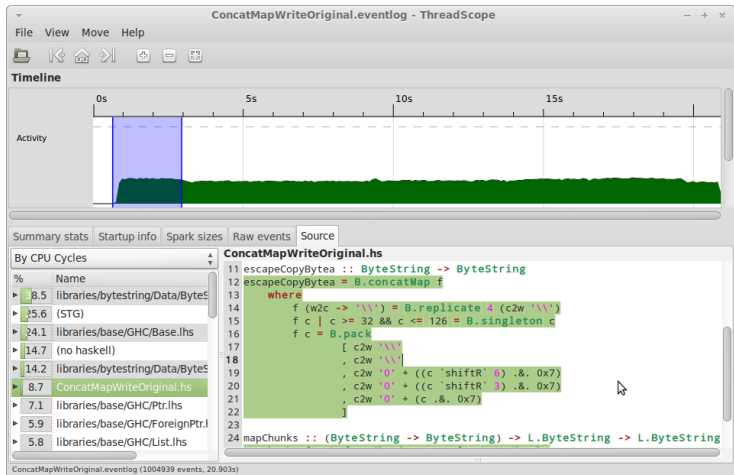 ConcatMapWriteOriginal.eventlog - ThreadScope
File View Move Help
Timeline
0s 5s 10s 15s
Activity
Summary stats Startup info Spark sizes Raw events Source
By CPU Cycles
% Name
8.5 libraries/bytestring/Data/ByteS
25.6 (STG)
24.1 libraries/base/GHC/Base.lhs
14.7 (no haskell)
14.2 libraries/bytestring/Data/ByteS
8.7 ConcatMapWriteOriginal.hs
7.1 libraries/base/GHC/Ptr.lhs
5.9 libraries/base/GHC/ForeignPtr.l
5.8 libraries/base/GHC/List.lhs
ConcatMapWriteOriginal.hs
11 escapeCopyBytea :: ByteString -> ByteString
12 escapeCopyBytea = B.concatMap f
13 where
14 f (w2c -> '\\') = B.replicate 4 (c2w '\\')
15 f c | c >= 32 && c <= 126 = B.singleton c
16 f c = B.pack
17 [ c2w '\\'
18 , c2w '\\'
19 , c2w '0' + ((c `shiftR` 6) .&. 0x7)
20 , c2w '0' + ((c `shiftR` 3) .&. 0x7)
21 , c2w '0' + (c .&. 0x7)
22 ]
23
24 mapChunks :: (ByteString -> ByteString) -> L.ByteString -> L.ByteString
ConcatMapWriteOriginal.eventlog (1004939 events, 20.903s)